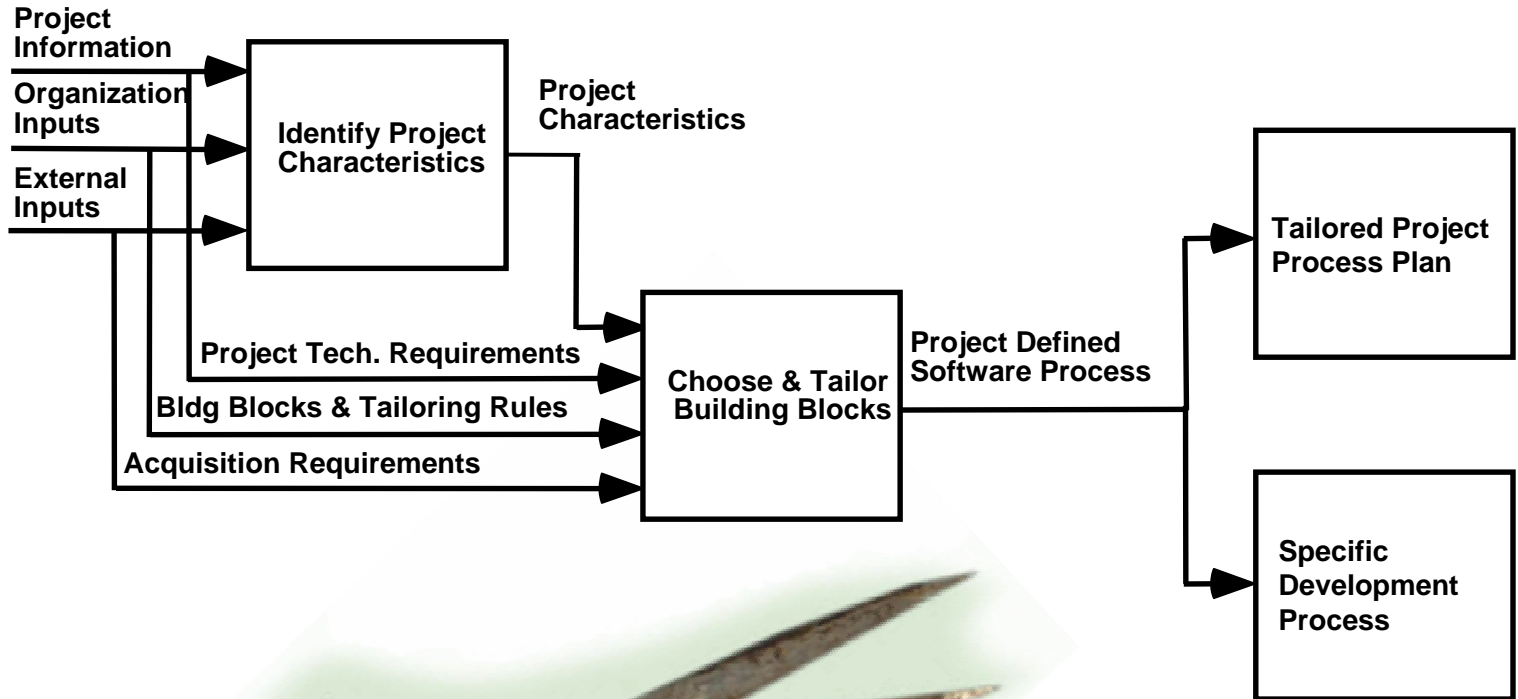 Project
Information
Organization
Inputs
External
Inputs
Identify Project
Characteristics
Project
Characteristics
Project Tech. Requirements
Bldg Blocks & Tailoring Rules
Acquisition Requirements
Choose & Tailor
Building Blocks
Project Defined
Software Process
Tailored Project
Process Plan
Specific
Development
Process